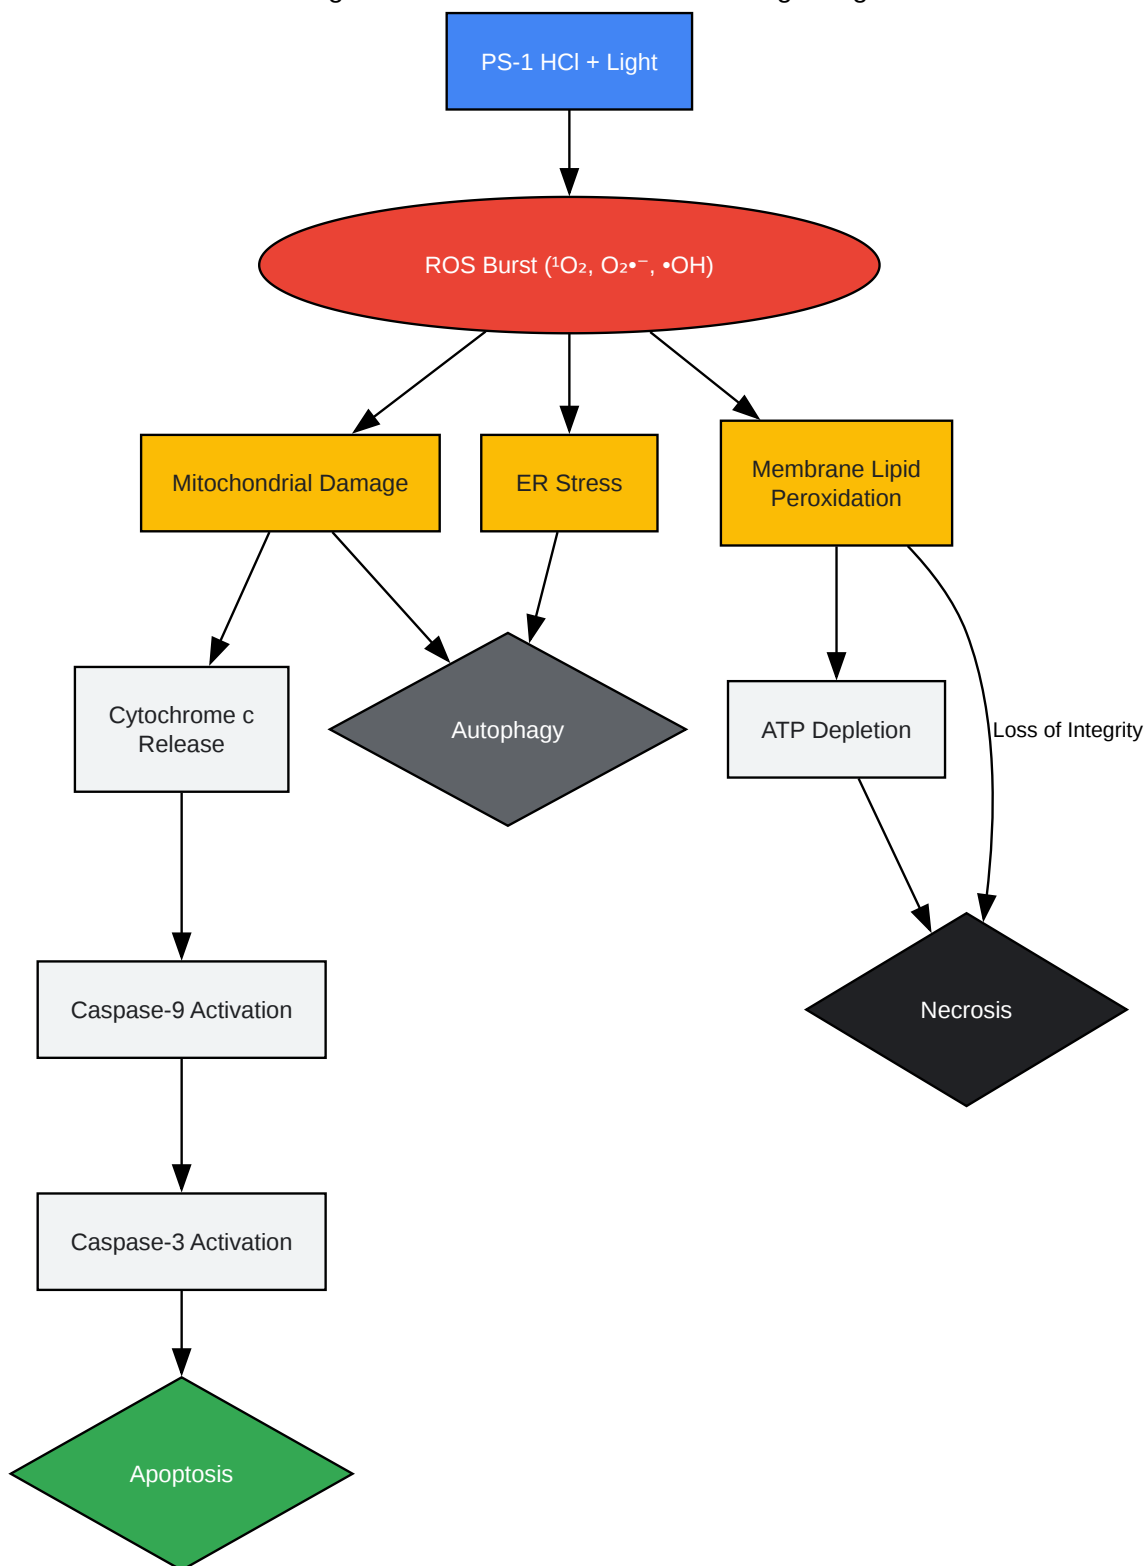 PS-1 HCl + Light
ROS Burst (¹O₂, O₂•⁻, •OH)
Mitochondrial Damage
ER Stress
Membrane Lipid
Peroxidation
Cytochrome c
Release
Autophagy
ATP Depletion
Loss of Integrity
Caspase-9 Activation
Necrosis
Caspase-3 Activation
Apoptosis